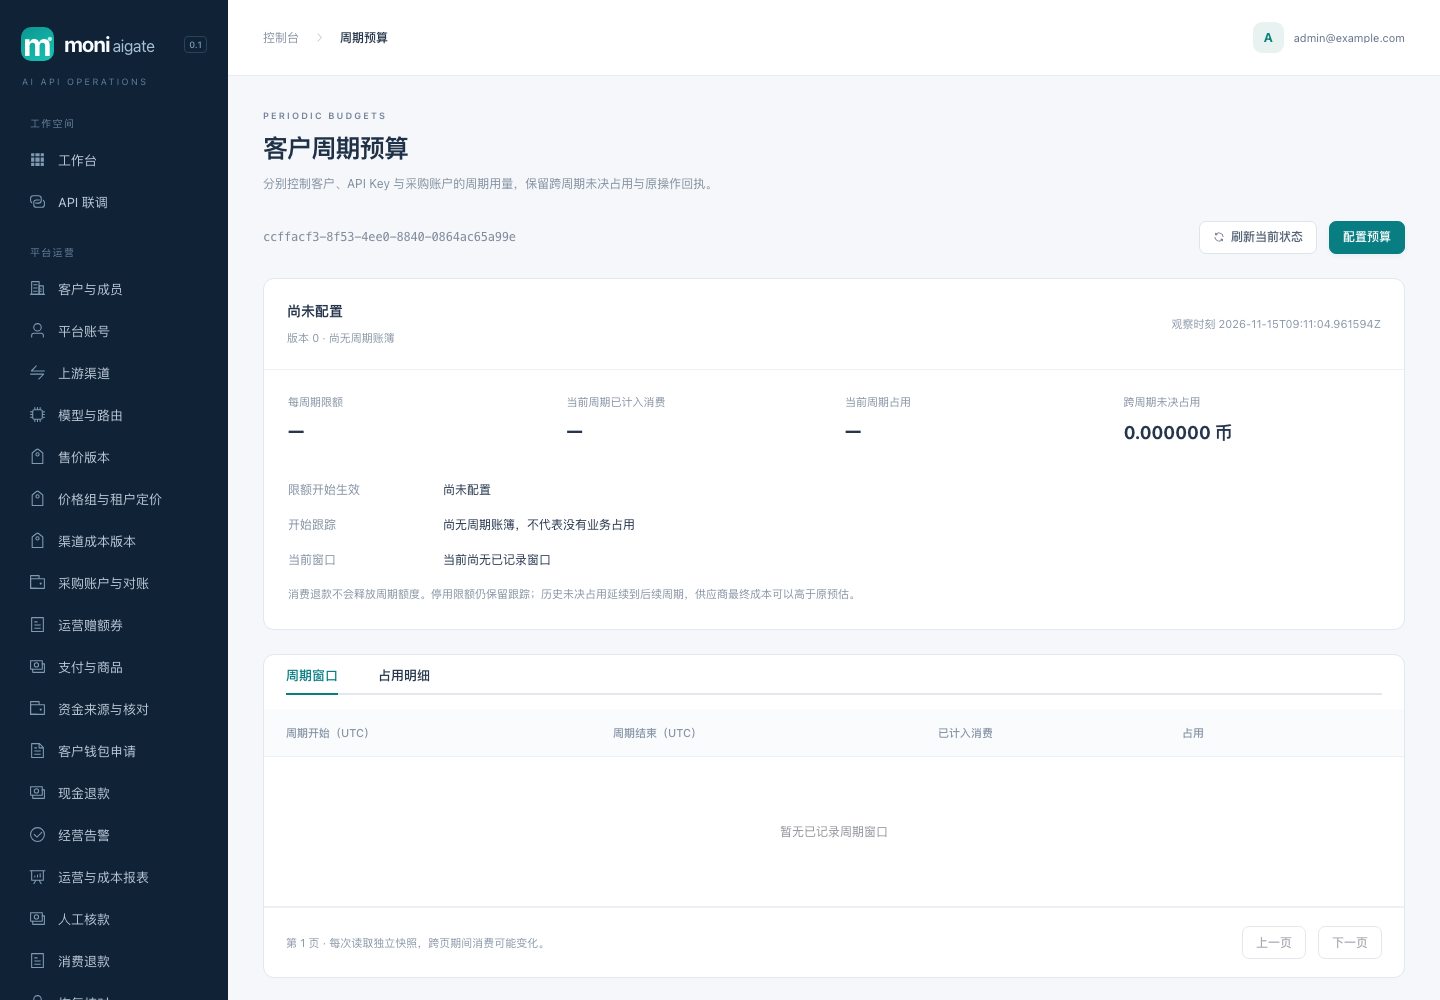 moni aigate
0.1
AI API OPERATIONS
工作空间
工作台
API 联调
平台运营
客户与成员
平台账号
上游渠道
模型与路由
售价版本
价格组与租户定价
渠道成本版本
采购账户与对账
运营赠额券
支付与商品
资金来源与核对
客户钱包申请
现金退款
经营告警
运营与成本报表
人工核款
消费退款
控制台
周期预算
A
admin@example.com
PERIODIC BUDGETS
客户周期预算
分别控制客户、API Key 与采购账户的周期用量，保留跨周期未决占用与原操作回执。
ccffacf3-8f53-4ee0-8840-0864ac65a99e
刷新当前状态
配置预算
尚未配置
版本 0 · 尚无周期账簿
观察时刻 2026-11-15T09:11:04.961594Z
每周期限额
当前周期已计入消费
当前周期占用
跨周期未决占用
—
—
—
0.000000 币
限额开始生效
尚未配置
开始跟踪
尚无周期账簿，不代表没有业务占用
当前窗口
当前尚无已记录窗口
消费退款不会释放周期额度。停用限额仍保留跟踪；历史未决占用延续到后续周期，供应商最终成本可以高于原预估。
周期窗口
占用明细
周期开始（UTC）
周期结束（UTC）
已计入消费
占用
暂无已记录周期窗口
第 1 页 · 每次读取独立快照，跨页期间消费可能变化。
上一页
下一页